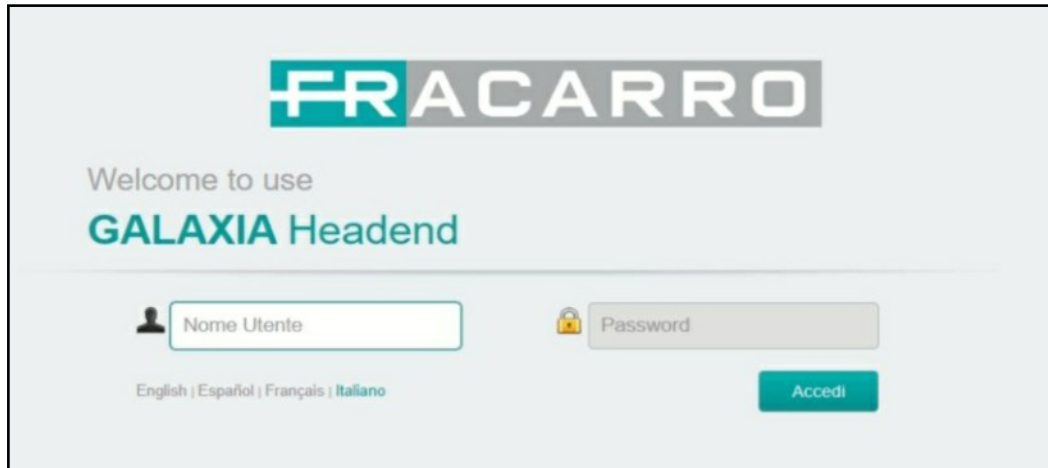 FRACARRO
Welcome to use
GALAXIA Headend
Nome Utente
Password
English | Español | Français | Italiano
Accedi